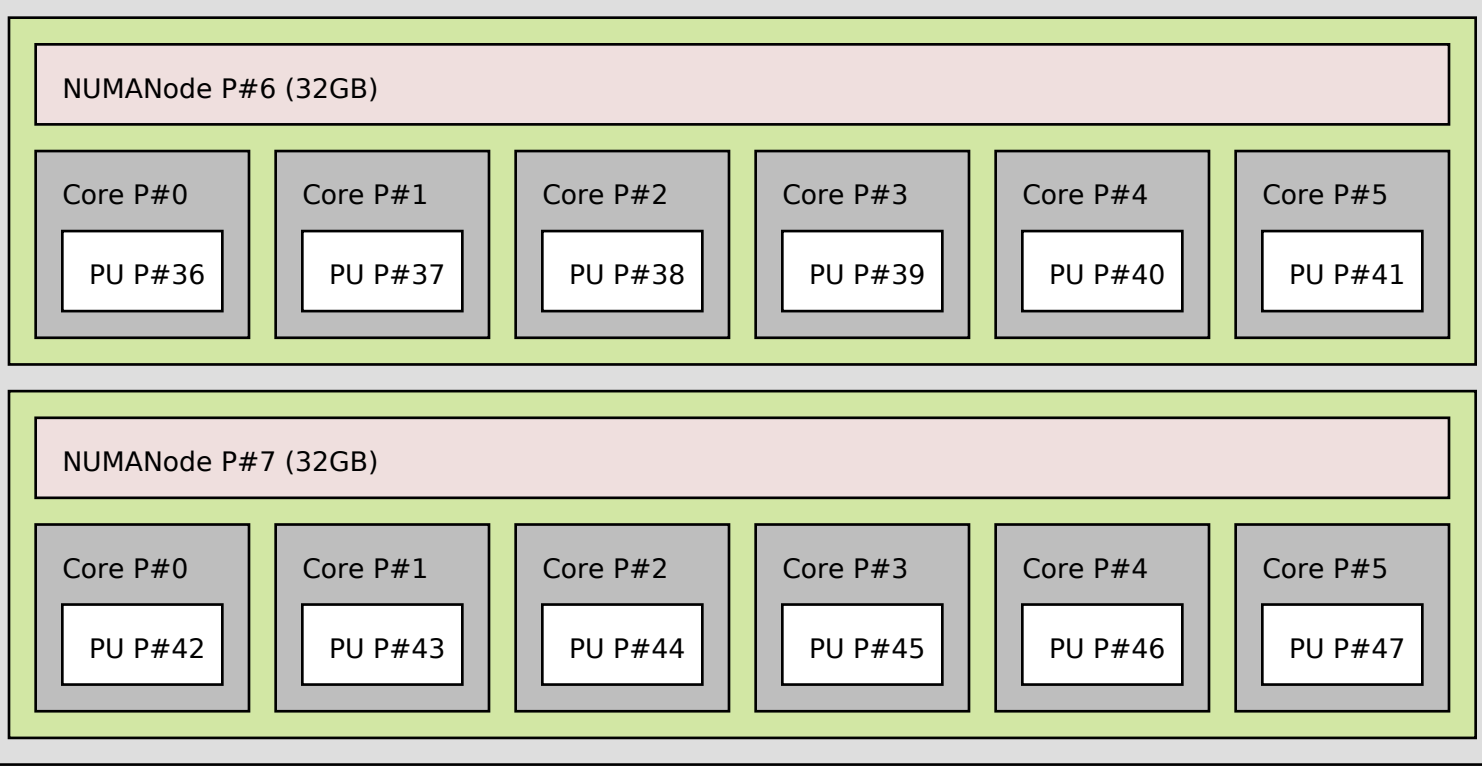 NUMANode P#6 (32GB)
Core P#0 Core P#1 Core P#2 Core P#3 Core P#4 Core P#5
PU P#36 PU P#37 PU P#38 PU P#39 PU P#40 PU P#41
NUMANode P#7 (32GB)
Core P#0 Core P#1 Core P#2 Core P#3 Core P#4 Core P#5
PU P#42 PU P#43 PU P#44 PU P#45 PU P#46 PU P#47